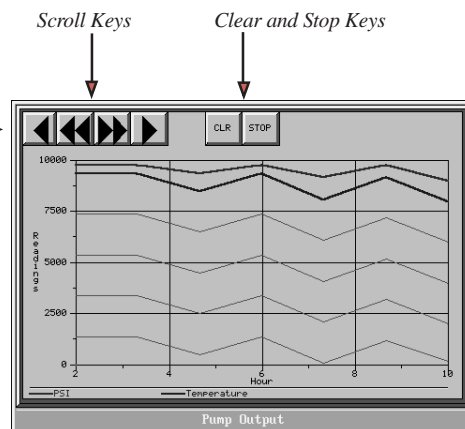 Scroll Keys Clear and Stop Keys
CLR STOP
10000
7500
Readings
5000
2500
0
2 4 6 8 10
Hour
PSI Temperature
Pump Output